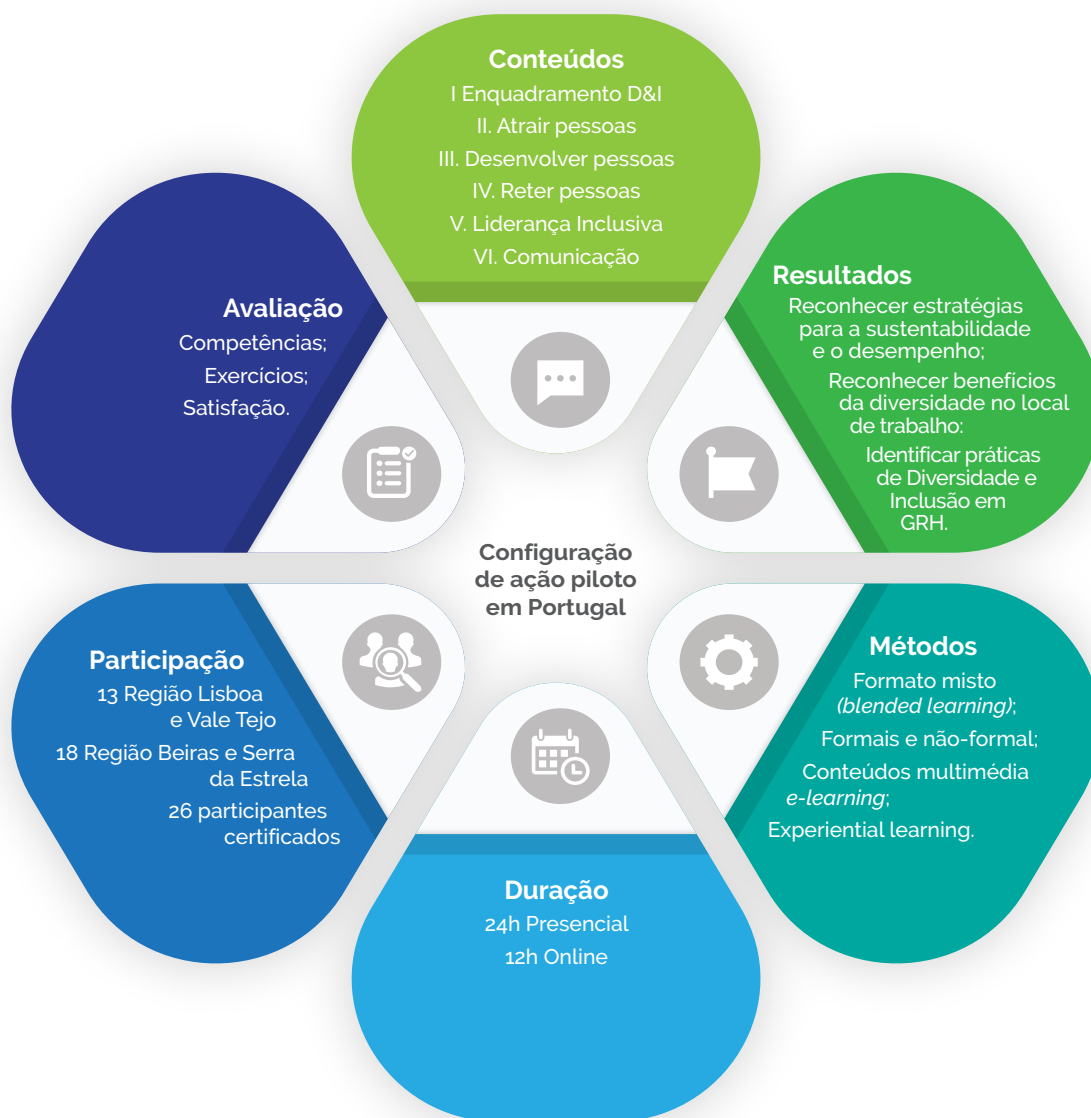 Conteúdos
I Enquadramento D&I
II. Atrair pessoas
III. Desenvolver pessoas
IV. Reter pessoas
V. Liderança Inclusiva
VI. Comunicação
Resultados
Reconhecer estratégias
para a sustentabilidade
e o desempenho;
Reconhecer benefícios
da diversidade no local
de trabalho:
Identificar práticas
de Diversidade e
Inclusão em
GRH.
Métodos
Formato misto
(blended learning);
Formais e não-formal;
Conteúdos multimédia
e-learning;
Experiential learning.
Duração
24h Presencial
12h Online
Participação
13 Região Lisboa
e Vale Tejo
18 Região Beiras e Serra
da Estrela
26 participantes
certificados
Avaliação
Competências;
Exercícios;
Satisfação.
Configuração
de ação piloto
em Portugal